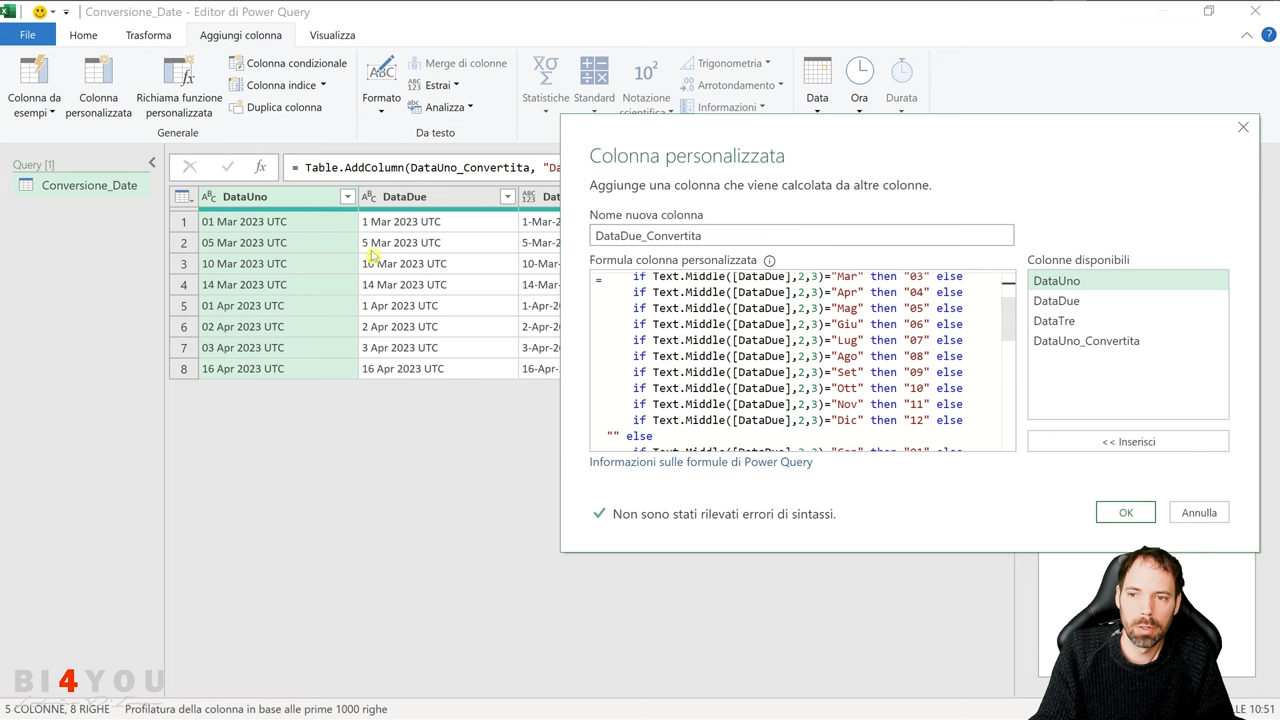 Conversione_Date - Editor di Power Query
File
Home
Trasforma
Aggiungi colonna
Visualizza
Colonna da esempi
Colonna personalizzata
Richiama funzione personalizzata
Colonna condizionale
Colonna indice
Duplica colonna
Generale
Formato
Merge di colonne
Estrai
Analizza
Da testo
Statistiche
Standard
Notazione scientifica
Trigonometria
Arrotondamento
Informazioni
Data
Ora
Durata
Query [1]
Conversione_Date
= Table.AddColumn(DataUno_Convertita,
DataUno
DataDue
1 01 Mar 2023 UTC 1 Mar 2023 UTC
2 05 Mar 2023 UTC 5 Mar 2023 UTC
3 10 Mar 2023 UTC 10 Mar 2023 UTC
4 14 Mar 2023 UTC 14 Mar 2023 UTC
5 01 Apr 2023 UTC 1 Apr 2023 UTC
6 02 Apr 2023 UTC 2 Apr 2023 UTC
7 03 Apr 2023 UTC 3 Apr 2023 UTC
8 16 Apr 2023 UTC 16 Apr 2023 UTC
Colonna personalizzata
Aggiunge una colonna che viene calcolata da altre colonne.
Nome nuova colonna
DataDue_Convertita
Formula colonna personalizzata
=
if Text.Middle([DataDue],2,3)="Mar" then "03" else
if Text.Middle([DataDue],2,3)="Apr" then "04" else
if Text.Middle([DataDue],2,3)="Mag" then "05" else
if Text.Middle([DataDue],2,3)="Giu" then "06" else
if Text.Middle([DataDue],2,3)="Lug" then "07" else
if Text.Middle([DataDue],2,3)="Ago" then "08" else
if Text.Middle([DataDue],2,3)="Set" then "09" else
if Text.Middle([DataDue],2,3)="Ott" then "10" else
if Text.Middle([DataDue],2,3)="Nov" then "11" else
if Text.Middle([DataDue],2,3)="Dic" then "12" else
"" else
Informazioni sulle formule di Power Query
Colonne disponibili
DataUno
DataDue
DataTre
DataUno_Convertita
<< Inserisci
Non sono stati rilevati errori di sintassi.
OK
Annulla
BI4YOU
5 COLONNE, 8 RIGHE
Profilatura della colonna in base alle prime 1000 righe
LE 10:51